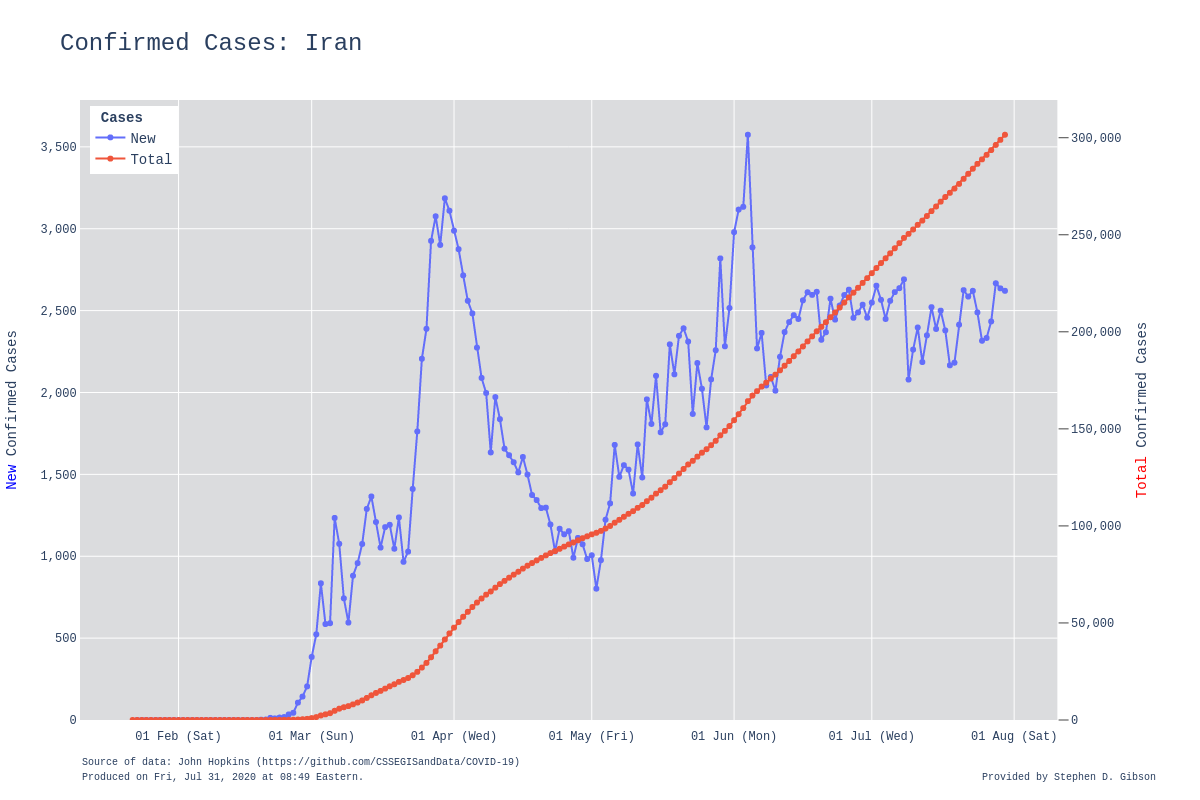 Confirmed Cases: Iran
Cases
New
Total
3,500
3,000
2,500
2,000
1,500
1,000
500
0
New Confirmed Cases
300,000
250,000
200,000
150,000
100,000
50,000
0
Total Confirmed Cases
01 Feb (Sat)
01 Mar (Sun)
01 Apr (Wed)
01 May (Fri)
01 Jun (Mon)
01 Jul (Wed)
01 Aug (Sat)
Source of data: John Hopkins (https://github.com/CSSEGISandData/COVID-19)
Produced on Fri, Jul 31, 2020 at 08:49 Eastern.
Provided by Stephen D. Gibson